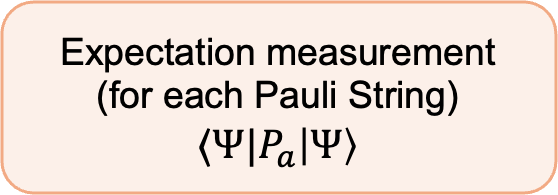 Expectation measurement
(for each Pauli String)
⟨Ψ|Pₐ|Ψ⟩